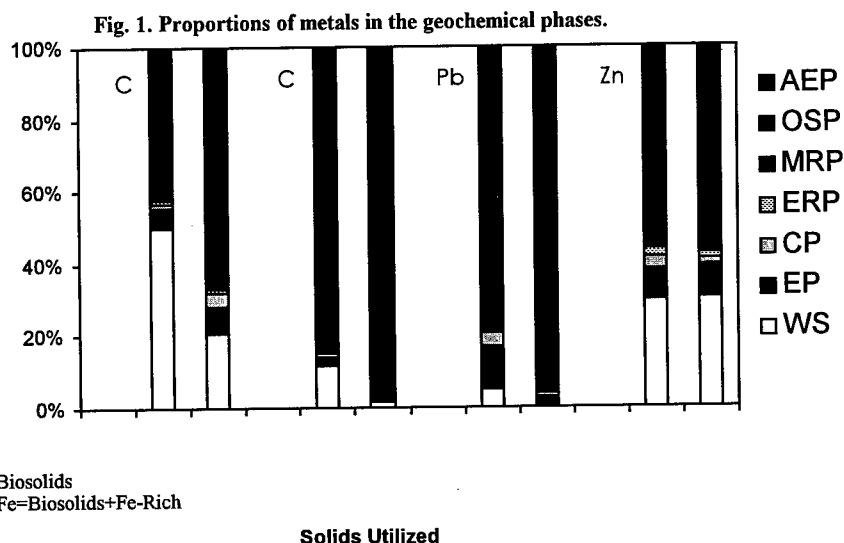 Fig. 1. Proportions of metals in the geochemical phases.
100%
80%
60%
40%
20%
0%
C
C
Pb
Zn
AEP
OSP
MRP
ERP
CP
EP
WS
Biosolids
Fe=Biosolids+Fe-Rich
Solids Utilized